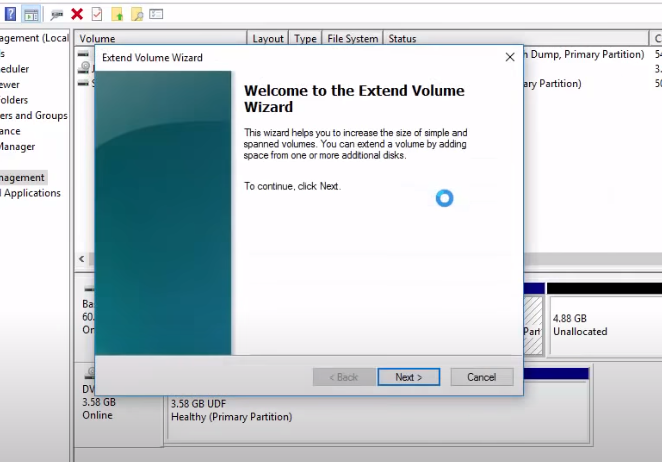 Volume Layout Type File System Status C
agement (Local
eduler
ewer
olders
ers and Groups
ance
Manager
nagement
Applications
Extend Volume Wizard
Dump, Primary Partition)
ary Partition)
Welcome to the Extend Volume
Wizard
This wizard helps you to increase the size of simple and
spanned volumes. You can extend a volume by adding
space from one or more additional disks.
To continue, click Next.
< Back Next > Cancel
Ba
60.
On
Part
4.88 GB
Unallocated
DV
3.58 GB
Online
3.58 GB UDF
Healthy (Primary Partition)